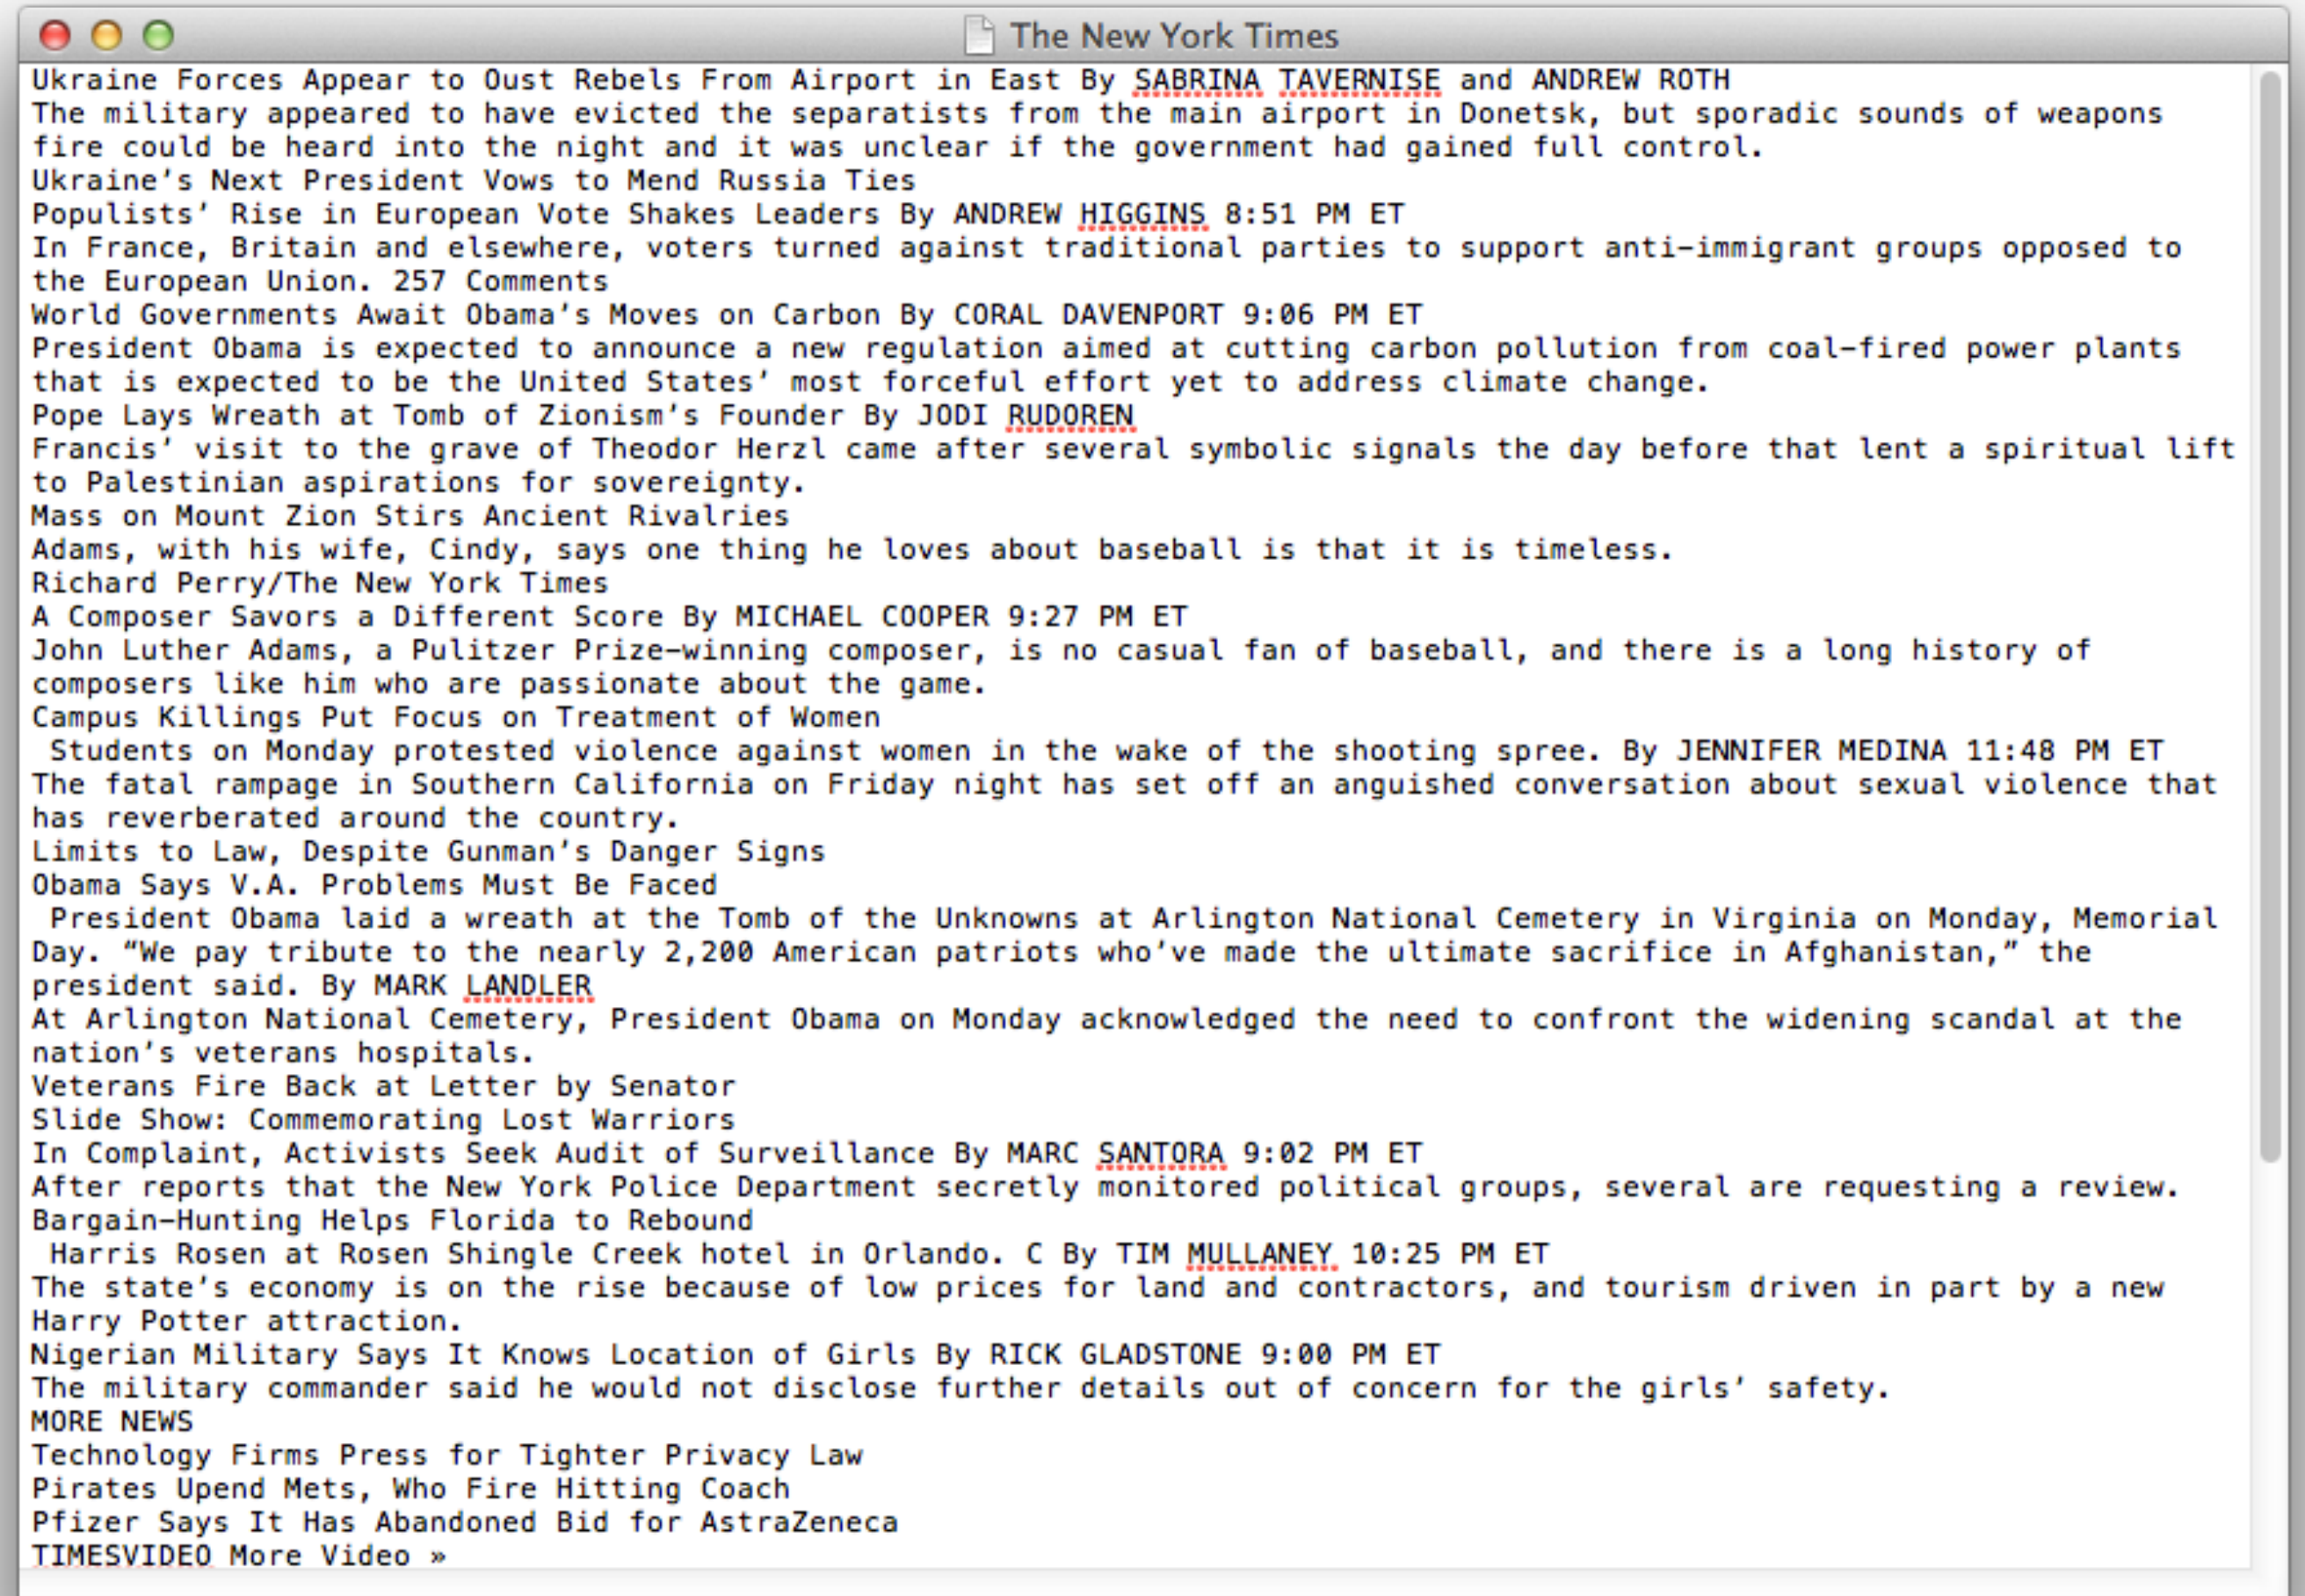 The New York Times
Ukraine Forces Appear to Oust Rebels From Airport in East By SABRINA TAVERNISE and ANDREW ROTH
The military appeared to have evicted the separatists from the main airport in Donetsk, but sporadic sounds of weapons
fire could be heard into the night and it was unclear if the government had gained full control.
Ukraine’s Next President Vows to Mend Russia Ties
Populists’ Rise in European Vote Shakes Leaders By ANDREW HIGGINS 8:51 PM ET
In France, Britain and elsewhere, voters turned against traditional parties to support anti-immigrant groups opposed to
the European Union. 257 Comments
World Governments Await Obama’s Moves on Carbon By CORAL DAVENPORT 9:06 PM ET
President Obama is expected to announce a new regulation aimed at cutting carbon pollution from coal-fired power plants
that is expected to be the United States’ most forceful effort yet to address climate change.
Pope Lays Wreath at Tomb of Zionism’s Founder By JODI RUDOREN
Francis’ visit to the grave of Theodor Herzl came after several symbolic signals the day before that lent a spiritual lift
to Palestinian aspirations for sovereignty.
Mass on Mount Zion Stirs Ancient Rivalries
Adams, with his wife, Cindy, says one thing he loves about baseball is that it is timeless.
Richard Perry/The New York Times
A Composer Savors a Different Score By MICHAEL COOPER 9:27 PM ET
John Luther Adams, a Pulitzer Prize-winning composer, is no casual fan of baseball, and there is a long history of
composers like him who are passionate about the game.
Campus Killings Put Focus on Treatment of Women
Students on Monday protested violence against women in the wake of the shooting spree. By JENNIFER MEDINA 11:48 PM ET
The fatal rampage in Southern California on Friday night has set off an anguished conversation about sexual violence that
has reverberated around the country.
Limits to Law, Despite Gunman’s Danger Signs
Obama Says V.A. Problems Must Be Faced
President Obama laid a wreath at the Tomb of the Unknowns at Arlington National Cemetery in Virginia on Monday, Memorial
Day. “We pay tribute to the nearly 2,200 American patriots who’ve made the ultimate sacrifice in Afghanistan,” the
president said. By MARK LANDLER
At Arlington National Cemetery, President Obama on Monday acknowledged the need to confront the widening scandal at the
nation’s veterans hospitals.
Veterans Fire Back at Letter by Senator
Slide Show: Commemorating Lost Warriors
In Complaint, Activists Seek Audit of Surveillance By MARC SANTORA 9:02 PM ET
After reports that the New York Police Department secretly monitored political groups, several are requesting a review.
Bargain-Hunting Helps Florida to Rebound
Harris Rosen at Rosen Shingle Creek hotel in Orlando. C By TIM MULLANEY 10:25 PM ET
The state’s economy is on the rise because of low prices for land and contractors, and tourism driven in part by a new
Harry Potter attraction.
Nigerian Military Says It Knows Location of Girls By RICK GLADSTONE 9:00 PM ET
The military commander said he would not disclose further details out of concern for the girls’ safety.
MORE NEWS
Technology Firms Press for Tighter Privacy Law
Pirates Upend Mets, Who Fire Hitting Coach
Pfizer Says It Has Abandoned Bid for AstraZeneca
TIMESVIDEO More Video »